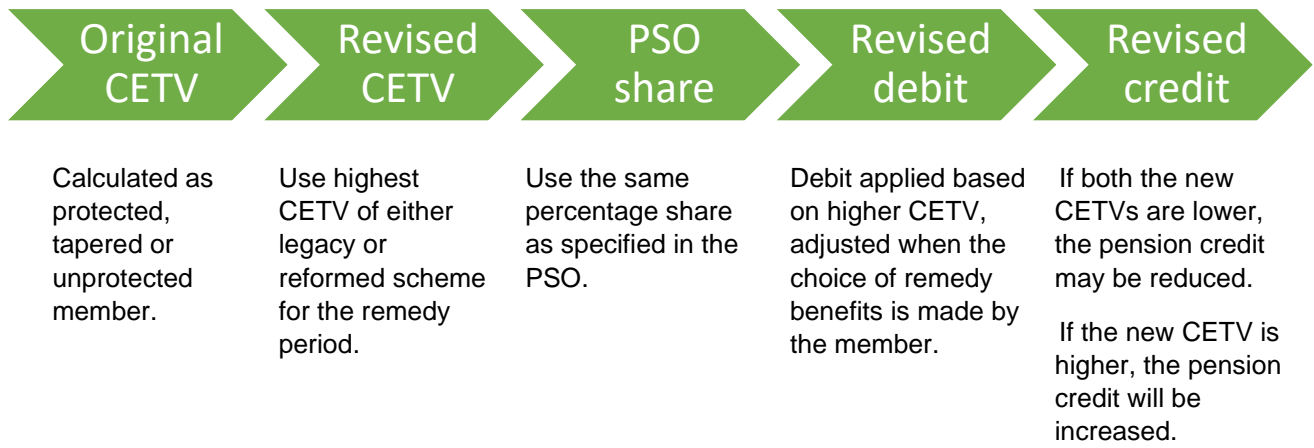 Original
CETV
Revised
CETV
PSO
share
Revised
debit
Revised
credit
Calculated as
protected,
tapered or
unprotected
member.
Use highest
CETV of either
legacy or
reformed scheme
for the remedy
period.
Use the same
percentage share
as specified in the
PSO.
Debit applied based
on higher CETV,
adjusted when the
choice of remedy
benefits is made by
the member.
If both the new
CETVs are lower,
the pension credit
may be reduced.
If the new CETV is
higher, the pension
credit will be
increased.